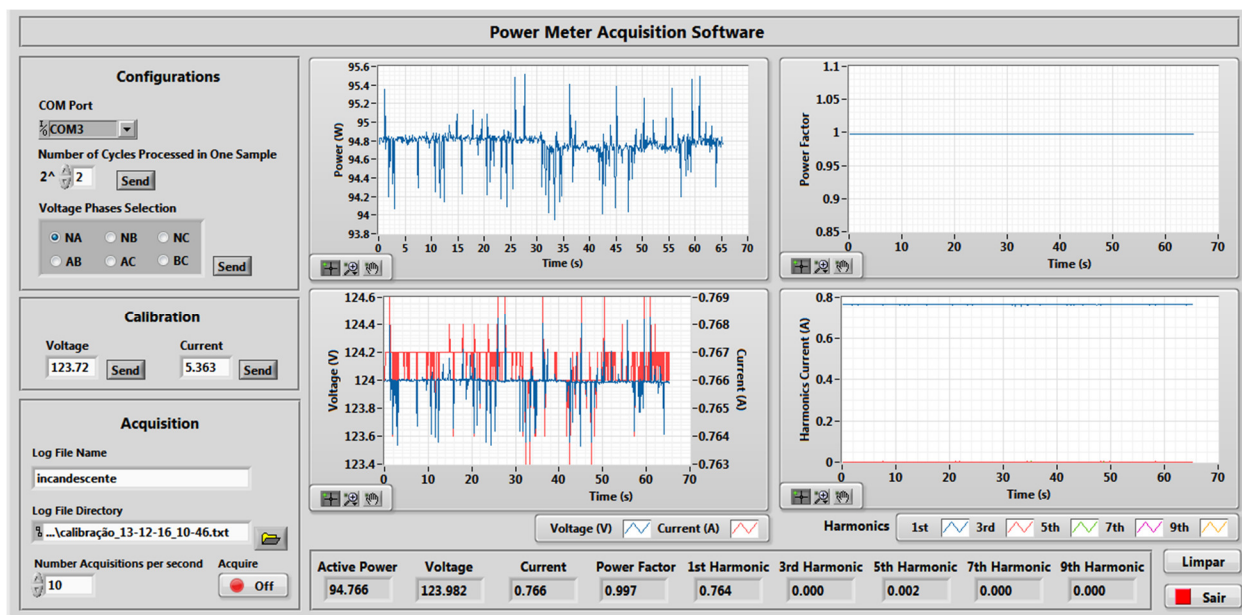 Power Meter Acquisition Software
Configurations
COM Port
COM3
Number of Cycles Processed in One Sample
2^ 2 Send
Voltage Phases Selection
NA NB NC
AB AC BC Send
Calibration
Voltage Current
123.72 Send 5.363 Send
Acquisition
Log File Name
incandescente
Log File Directory
...\calibração_13-12-16_10-46.txt
Number Acquisitions per second Acquire
10 Off
Power (W)
95.6
95.4
95.2
95
94.8
94.6
94.4
94.2
94
93.8
0 5 10 15 20 25 30 35 40 45 50 55 60 65 70
Time (s)
Power Factor
1.1
1.05
1
0.95
0.9
0.85
0 10 20 30 40 50 60 70
Time (s)
Voltage (V)
124.6
124.4
124.2
124
123.8
123.6
123.4
0.769
0.768
0.767
0.766
0.765
0.764
0.763
Current (A)
0 10 20 30 40 50 60 70
Time (s)
Voltage (V) Current (A)
Harmonics Current (A)
0.8
0.6
0.4
0.2
0
0 10 20 30 40 50 60 70
Time (s)
Harmonics 1st 3rd 5th 7th 9th
Active Power Voltage Current Power Factor 1st Harmonic 3rd Harmonic 5th Harmonic 7th Harmonic 9th Harmonic
94.766 123.982 0.766 0.997 0.764 0.000 0.002 0.000 0.000
Limpar
Sair